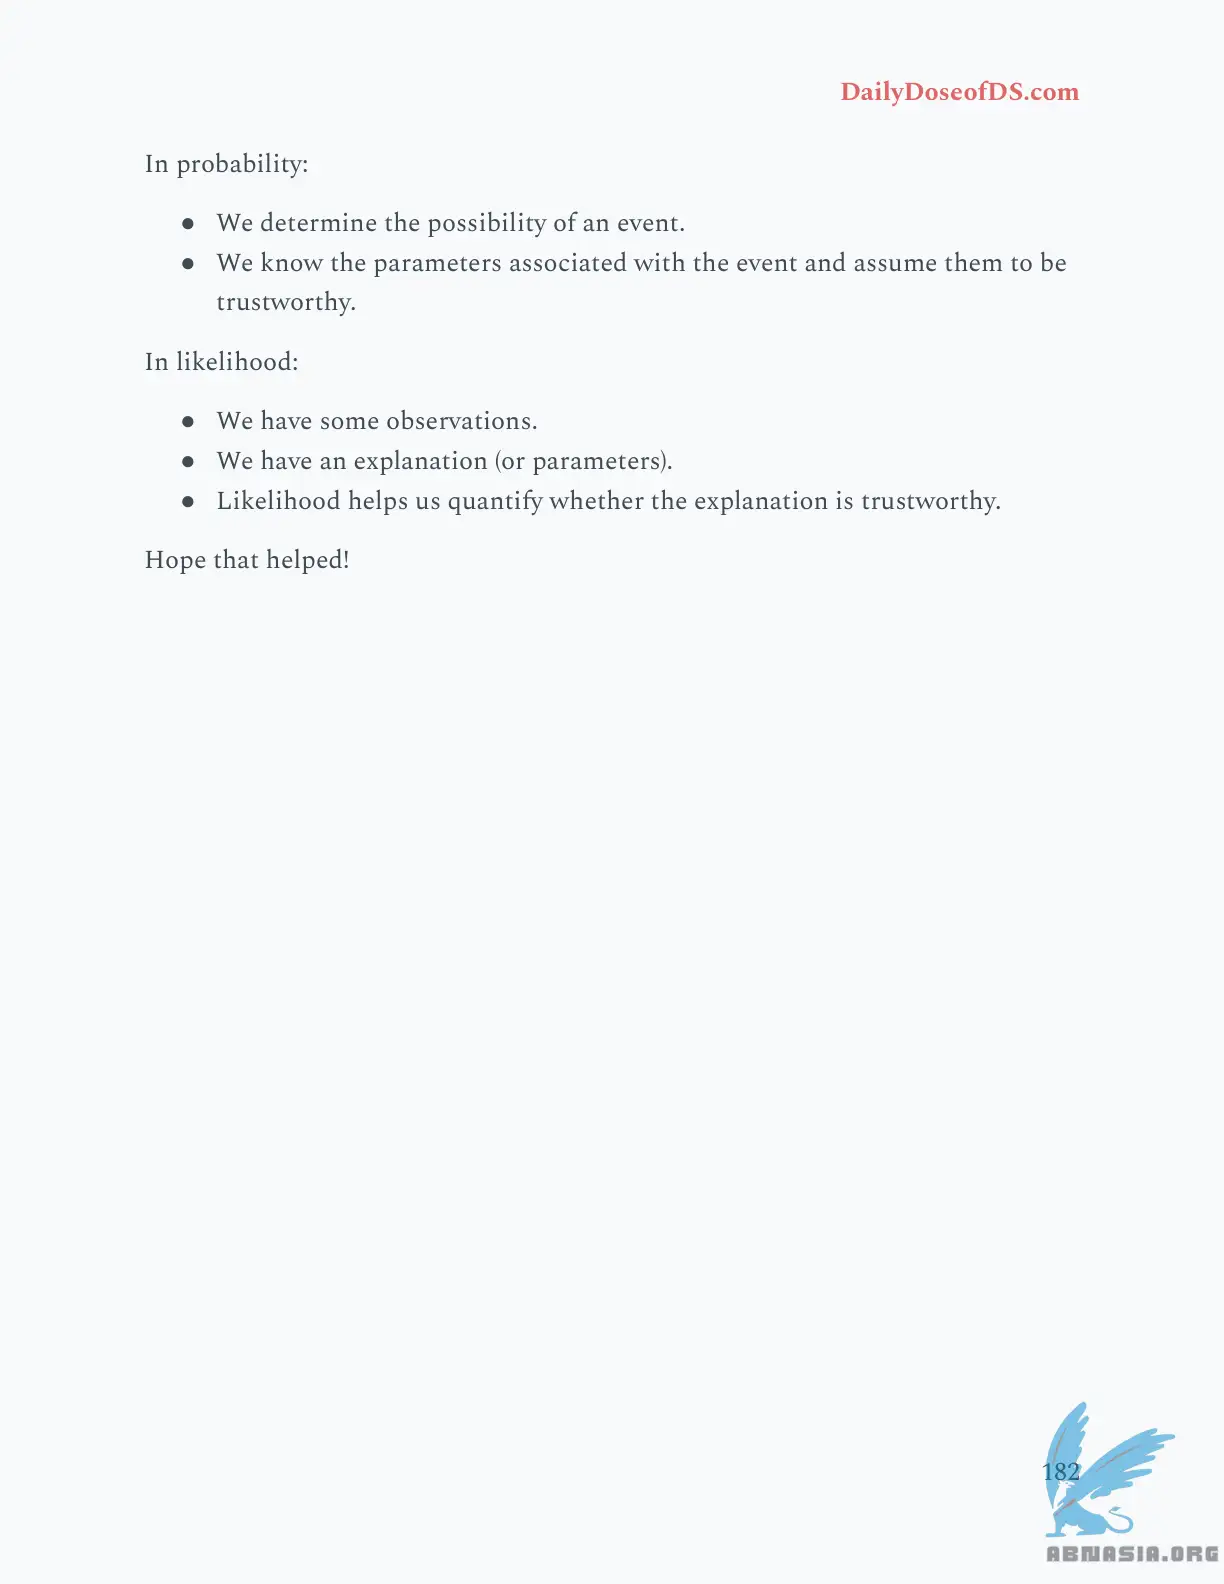 DailyDoseofDS.com
In probability:
● We determine the possibility of an event.
● We know the parameters associated with the event and assume them to be
trustworthy.
In likelihood:
● We have some observations.
● We have an explanation (or parameters).
● Likelihood helps us quantify whether the explanation is trustworthy.
Hope that helped!
182
ABNASIA.ORG